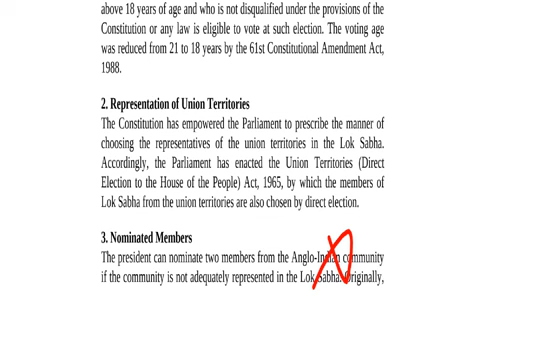 above 18 years of age and who is not disqualified under the provisions of the
Constitution or any law is eligible to vote at such election. The voting age
was reduced from 21 to 18 years by the 61st Constitutional Amendment Act,
1988.
2. Representation of Union Territories
The Constitution has empowered the Parliament to prescribe the manner of
choosing the representatives of the union territories in the Lok Sabha.
Accordingly, the Parliament has enacted the Union Territories (Direct
Election to the House of the People) Act, 1965, by which the members of
Lok Sabha from the union territories are also chosen by direct election.
3. Nominated Members
The president can nominate two members from the Anglo-Indian community
if the community is not adequately represented in the Lok Sabha. Originally,